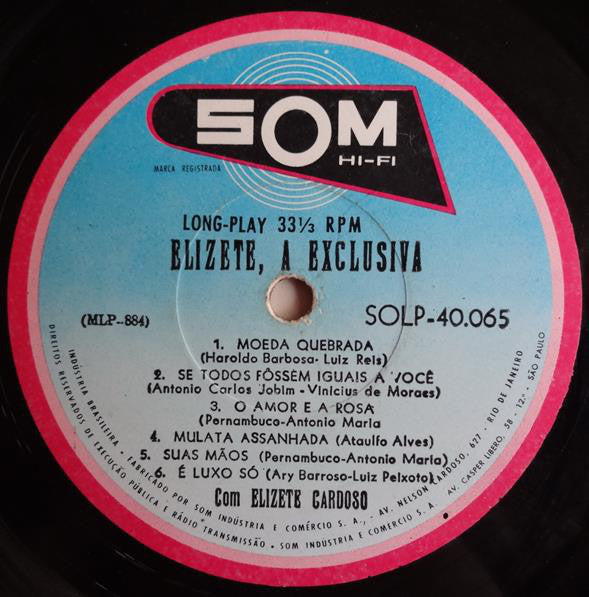 SOM
HI-FI
MARCA REGISTRADA
LONG-PLAY 33⅓ RPM
ELIZETE, A EXCLUSIVA
(MLP--884)
SOLP-40.065
1. MOEDA QUEBRADA
(Haroldo Barbosa- Luiz Reis)
2. SE TODOS FÔSSEM IGUAIS A VOCÊ
(Antonio Carlos Jobim - Vinicius de Moraes)
3. O AMOR E A ROSA
(Pernambuco-Antonio Maria
4. MULATA ASSANHADA (Ataulfo Alves)
5. SUAS MÃOS (Pernambuco-Antonio Maria)
6. É LUXO SÓ (Ary Barroso-Luiz Peixoto)
Com ELIZETE CARDOSO
INDÚSTRIA BRASILEIRA - FABRICADO POR SOM INDÚSTRIA E COMÉRCIO S. A., - AV. NELSON CARDOSO, 627 - RIO DE JANEIRO
DIREITOS RESERVADOS DE EXECUÇÃO PÚBLICA E RÁDIO TRANSMISSÃO. - SOM INDUSTRIA E COMÉRCIO S. A. AV. CASPER LIBERO, 58 - 12.º - SÃO PAULO